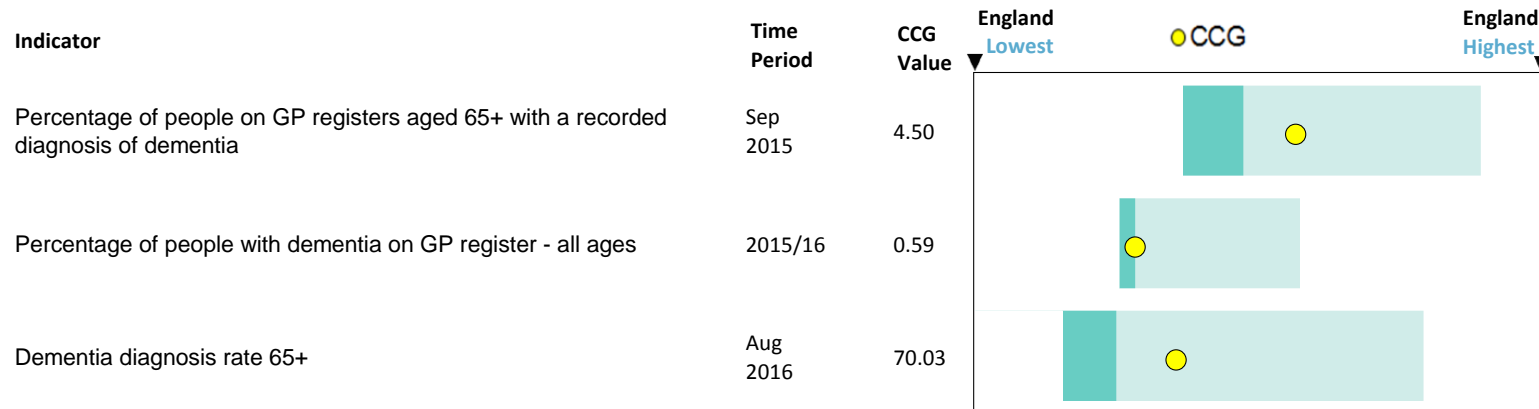 Indicator
Time Period
CCG Value
England Lowest
CCG
England Highest
Percentage of people on GP registers aged 65+ with a recorded
diagnosis of dementia
Sep 2015
4.50
Percentage of people with dementia on GP register - all ages
2015/16
0.59
Dementia diagnosis rate 65+
Aug 2016
70.03